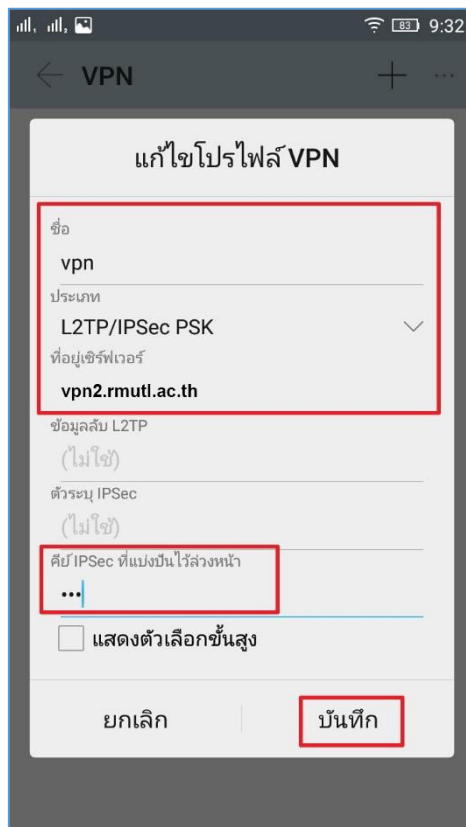 83 9:32
VPN
แก้ไขโปรไฟล์ VPN
ชื่อ
vpn
ประเภท
L2TP/IPSec PSK
ที่อยู่เซิร์ฟเวอร์
vpn2.rmutl.ac.th
ข้อมูลลับ L2TP
(ไม่ใช้)
ตัวระบุ IPSec
(ไม่ใช้)
คีย์ IPSec ที่แบ่งปันไว้ล่วงหน้า
•••
แสดงตัวเลือกขั้นสูง
ยกเลิก บันทึก